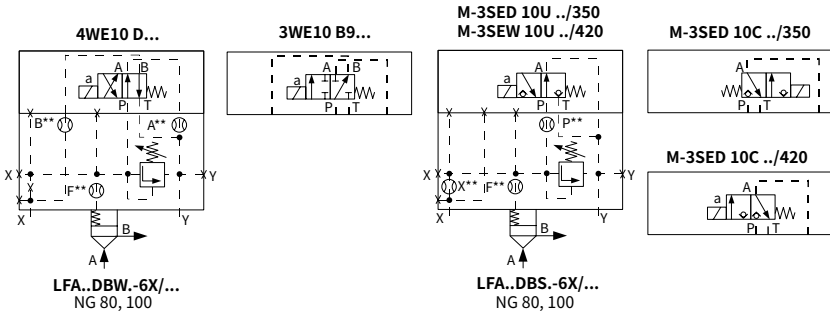 4WE10 D...
3WE10 B9...
M-3SED 10U ../350
M-3SEW 10U ../420
M-3SED 10C ../350
A B
a
P T
B**
A**
X
Y
F**
X
Y
B
A
LFA..DBW.-6X/...
NG 80, 100
A B
a
P T
A
a
P T
P**
X
X**
F**
Y
X
Y
B
A
LFA..DBS.-6X/...
NG 80, 100
A
a
P T
M-3SED 10C ../420
A
a
P T